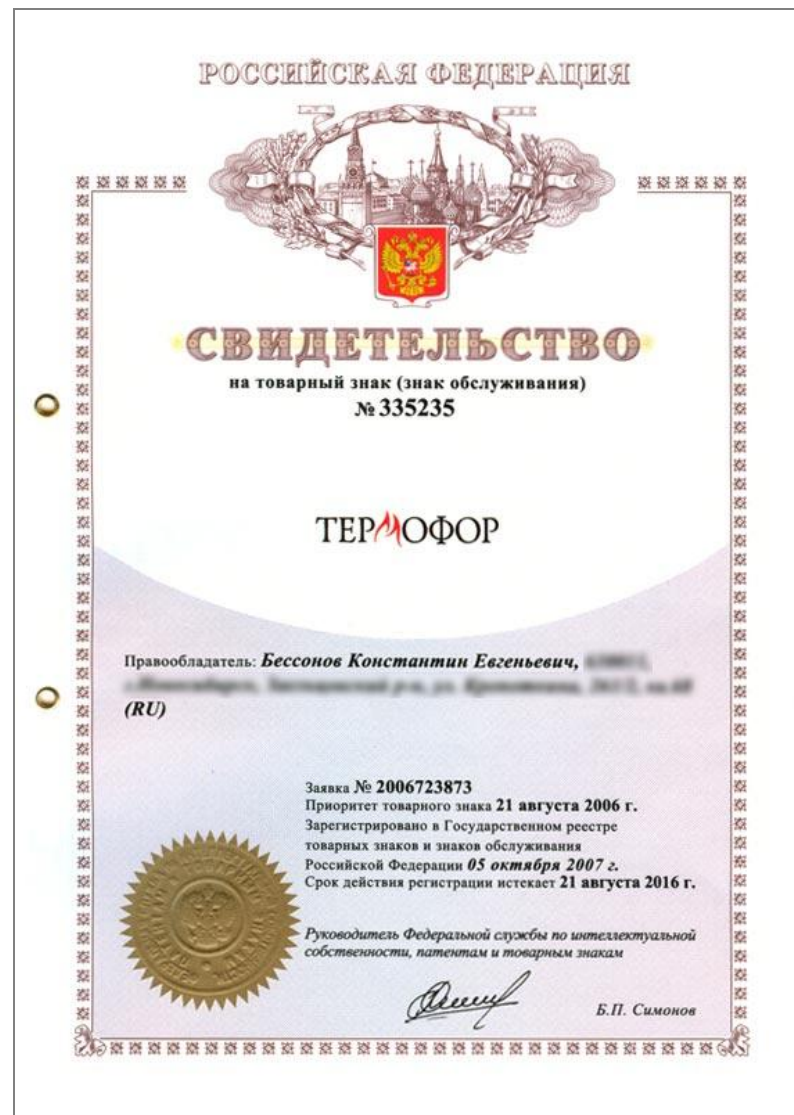 РОССИЙСКАЯ ФЕДЕРАЦИЯ
СВИДЕТЕЛЬСТВО
на товарный знак (знак обслуживания)
№ 335235
ТЕРМОФОР
Правообладатель: Бессонов Константин Евгеньевич,
(RU)
Заявка № 2006723873
Приоритет товарного знака 21 августа 2006 г.
Зарегистрировано в Государственном реестре
товарных знаков и знаков обслуживания
Российской Федерации 05 октября 2007 г.
Срок действия регистрации истекает 21 августа 2016 г.
Руководитель Федеральной службы по интеллектуальной
собственности, патентам и товарным знакам
Б.П. Симонов